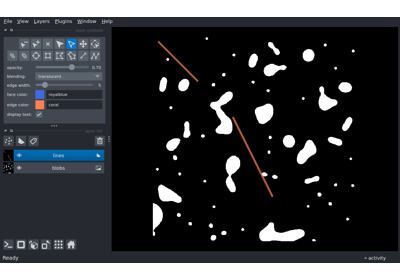 File View Layers Plugins Window Help
opacity: 0.70
blending: translucent
edge width: 5
face color: royalblue
edge color: coral
display text: ✓
lines
blobs
Ready
activity